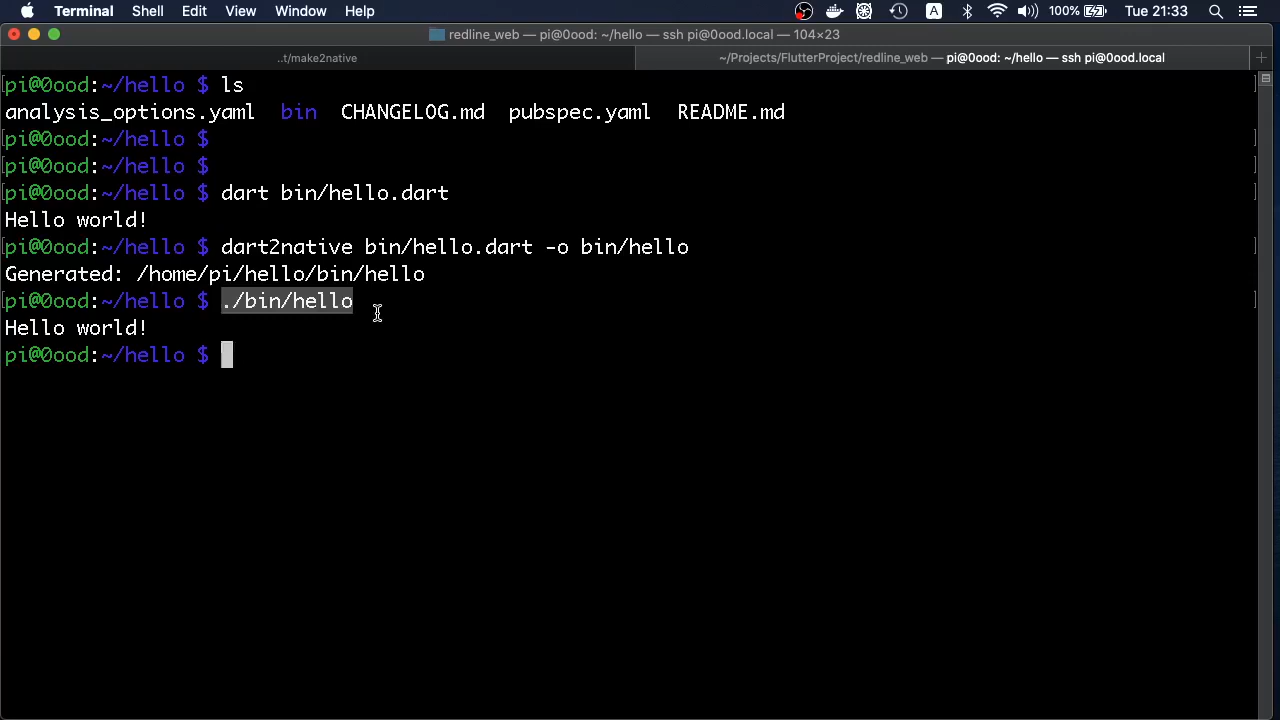 Terminal Shell Edit View Window Help A 100% Tue 21:33
redline_web — pi@0ood: ~/hello — ssh pi@0ood.local — 104×23
..t/make2native ~/Projects/FlutterProject/redline_web — pi@0ood: ~/hello — ssh pi@0ood.local +
[pi@0ood:~/hello $ ls ]
analysis_options.yaml bin CHANGELOG.md pubspec.yaml README.md
[pi@0ood:~/hello $ ]
[pi@0ood:~/hello $ ]
[pi@0ood:~/hello $ dart bin/hello.dart ]
Hello world!
[pi@0ood:~/hello $ dart2native bin/hello.dart -o bin/hello
Generated: /home/pi/hello/bin/hello
[pi@0ood:~/hello $ ./bin/hello ]
Hello world!
pi@0ood:~/hello $